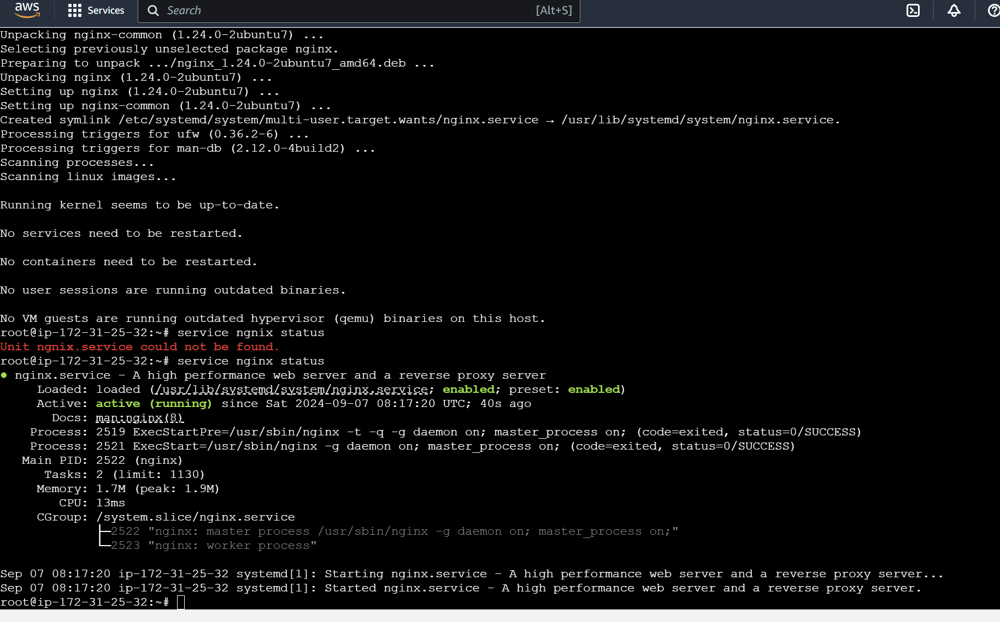 aws
Services
Search
[Alt+S]
Unpacking nginx-common (1.24.0-2ubuntu7) ...
Selecting previously unselected package nginx.
Preparing to unpack .../nginx_1.24.0-2ubuntu7_amd64.deb ...
Unpacking nginx (1.24.0-2ubuntu7) ...
Setting up nginx (1.24.0-2ubuntu7) ...
Setting up nginx-common (1.24.0-2ubuntu7) ...
Created symlink /etc/systemd/system/multi-user.target.wants/nginx.service → /usr/lib/systemd/system/nginx.service.
Processing triggers for ufw (0.36.2-6) ...
Processing triggers for man-db (2.12.0-4build2) ...
Scanning processes...
Scanning linux images...
Running kernel seems to be up-to-date.
No services need to be restarted.
No containers need to be restarted.
No user sessions are running outdated binaries.
No VM guests are running outdated hypervisor (qemu) binaries on this host.
root@ip-172-31-25-32:~# service ngnix status
Unit ngnix.service could not be found.
root@ip-172-31-25-32:~# service nginx status
● nginx.service - A high performance web server and a reverse proxy server
Loaded: loaded (/usr/lib/systemd/system/nginx.service; enabled; preset: enabled)
Active: active (running) since Sat 2024-09-07 08:17:20 UTC; 40s ago
Docs: man:nginx(8)
Process: 2519 ExecStartPre=/usr/sbin/nginx -t -q -g daemon on; master_process on; (code=exited, status=0/SUCCESS)
Process: 2521 ExecStart=/usr/sbin/nginx -g daemon on; master_process on; (code=exited, status=0/SUCCESS)
Main PID: 2522 (nginx)
Tasks: 2 (limit: 1130)
Memory: 1.7M (peak: 1.9M)
CPU: 13ms
CGroup: /system.slice/nginx.service
├─2522 "nginx: master process /usr/sbin/nginx -g daemon on; master_process on;"
└─2523 "nginx: worker process"
Sep 07 08:17:20 ip-172-31-25-32 systemd[1]: Starting nginx.service - A high performance web server and a reverse proxy server...
Sep 07 08:17:20 ip-172-31-25-32 systemd[1]: Started nginx.service - A high performance web server and a reverse proxy server.
root@ip-172-31-25-32:~#